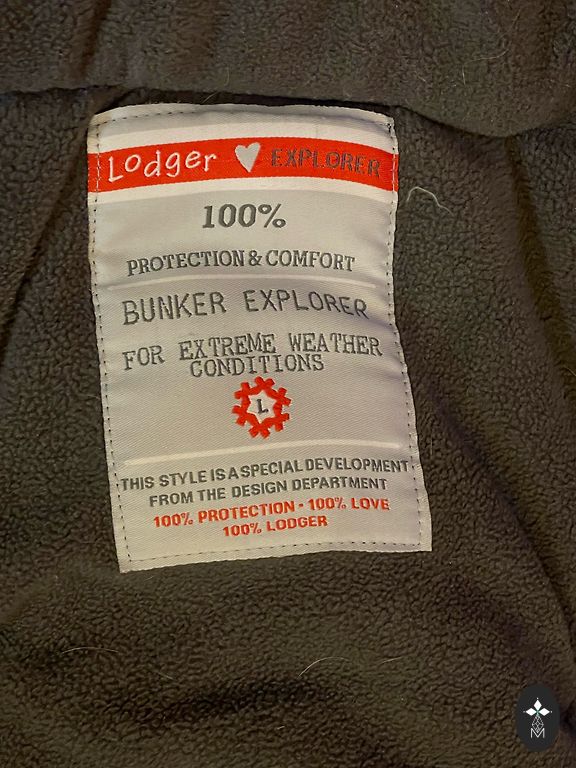 Lodger EXPLORER
100%
PROTECTION & COMFORT
BUNKER EXPLORER
FOR EXTREME WEATHER
CONDITIONS
L
THIS STYLE IS A SPECIAL DEVELOPMENT
FROM THE DESIGN DEPARTMENT
100% PROTECTION - 100% LOVE
100% LODGER
M